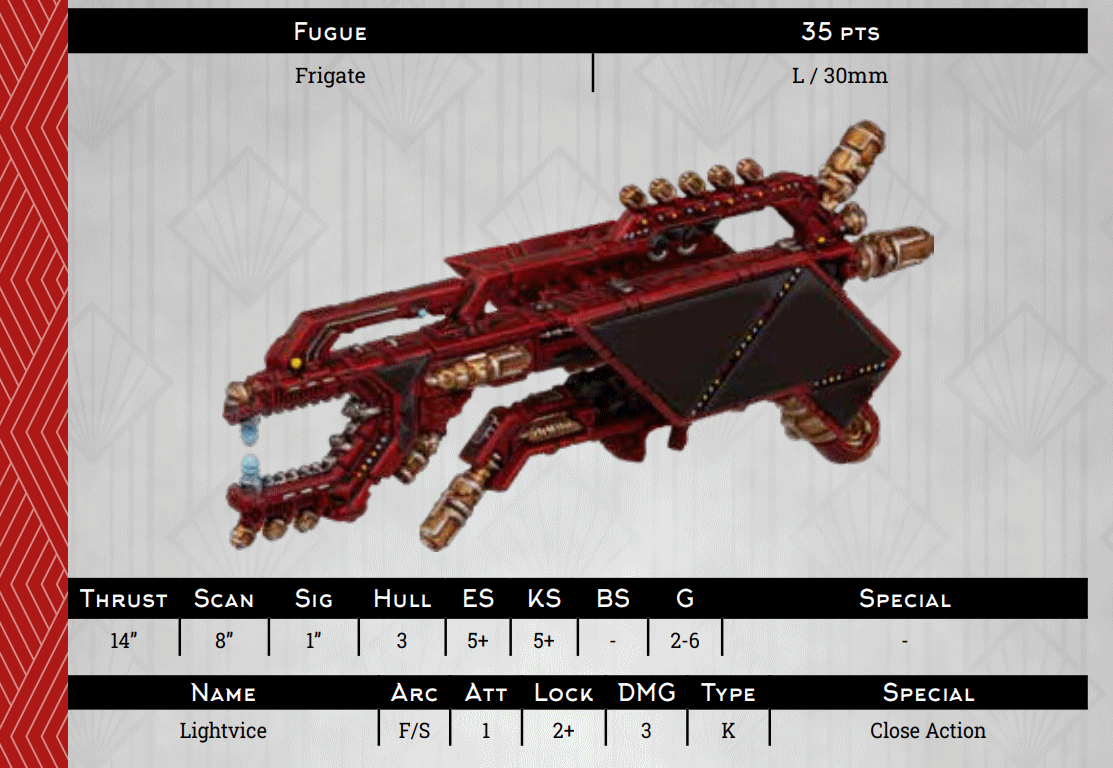 Fugue 35 pts
Frigate L / 30mm
Thrust Scan Sig Hull ES KS BS G Special
14” 8” 1” 3 5+ 5+ - 2-6 -
Name Arc Att Lock DMG Type Special
Lightvice F/S 1 2+ 3 K Close Action